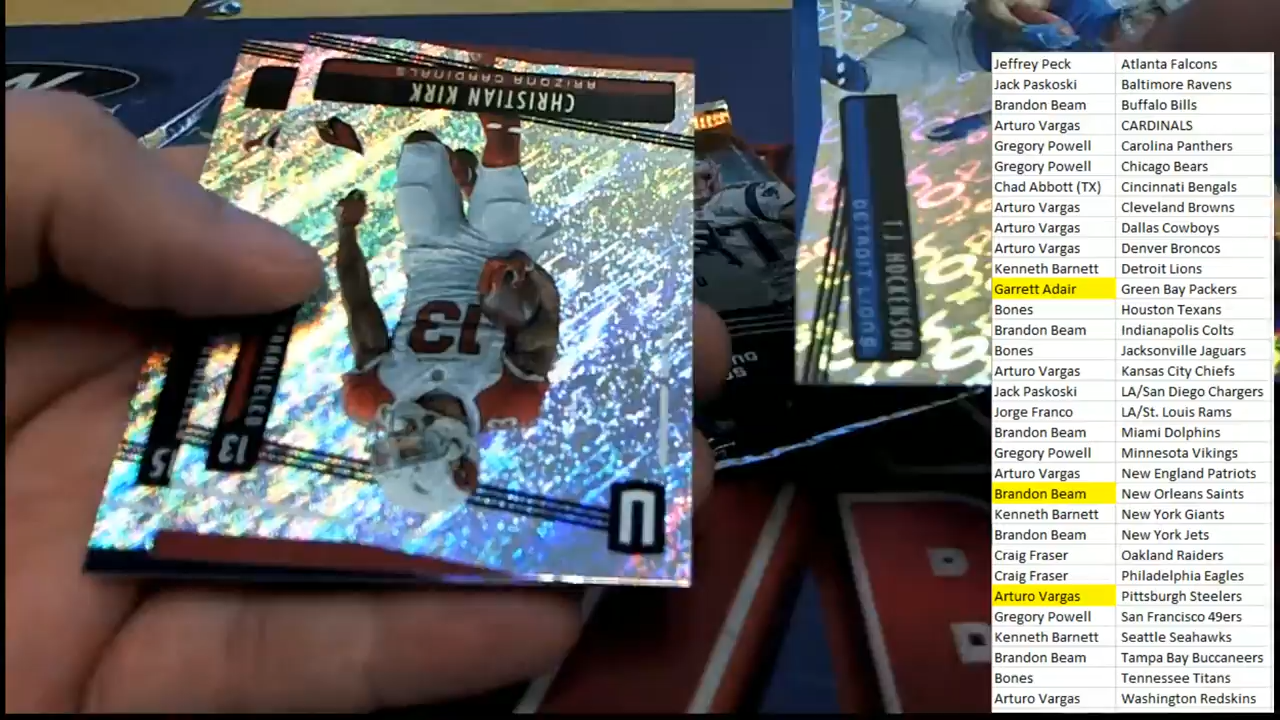 CHRISTIAN KIRK
ARIZONA CARDINALS
13
13
15
U
T J HOCKENSON
DETROIT LIONS
Jeffrey Peck Atlanta Falcons
Jack Paskoski Baltimore Ravens
Brandon Beam Buffalo Bills
Arturo Vargas CARDINALS
Gregory Powell Carolina Panthers
Gregory Powell Chicago Bears
Chad Abbott (TX) Cincinnati Bengals
Arturo Vargas Cleveland Browns
Arturo Vargas Dallas Cowboys
Arturo Vargas Denver Broncos
Kenneth Barnett Detroit Lions
Garrett Adair Green Bay Packers
Bones Houston Texans
Brandon Beam Indianapolis Colts
Bones Jacksonville Jaguars
Arturo Vargas Kansas City Chiefs
Jack Paskoski LA/San Diego Chargers
Jorge Franco LA/St. Louis Rams
Brandon Beam Miami Dolphins
Gregory Powell Minnesota Vikings
Arturo Vargas New England Patriots
Brandon Beam New Orleans Saints
Kenneth Barnett New York Giants
Brandon Beam New York Jets
Craig Fraser Oakland Raiders
Craig Fraser Philadelphia Eagles
Arturo Vargas Pittsburgh Steelers
Gregory Powell San Francisco 49ers
Kenneth Barnett Seattle Seahawks
Brandon Beam Tampa Bay Buccaneers
Bones Tennessee Titans
Arturo Vargas Washington Redskins